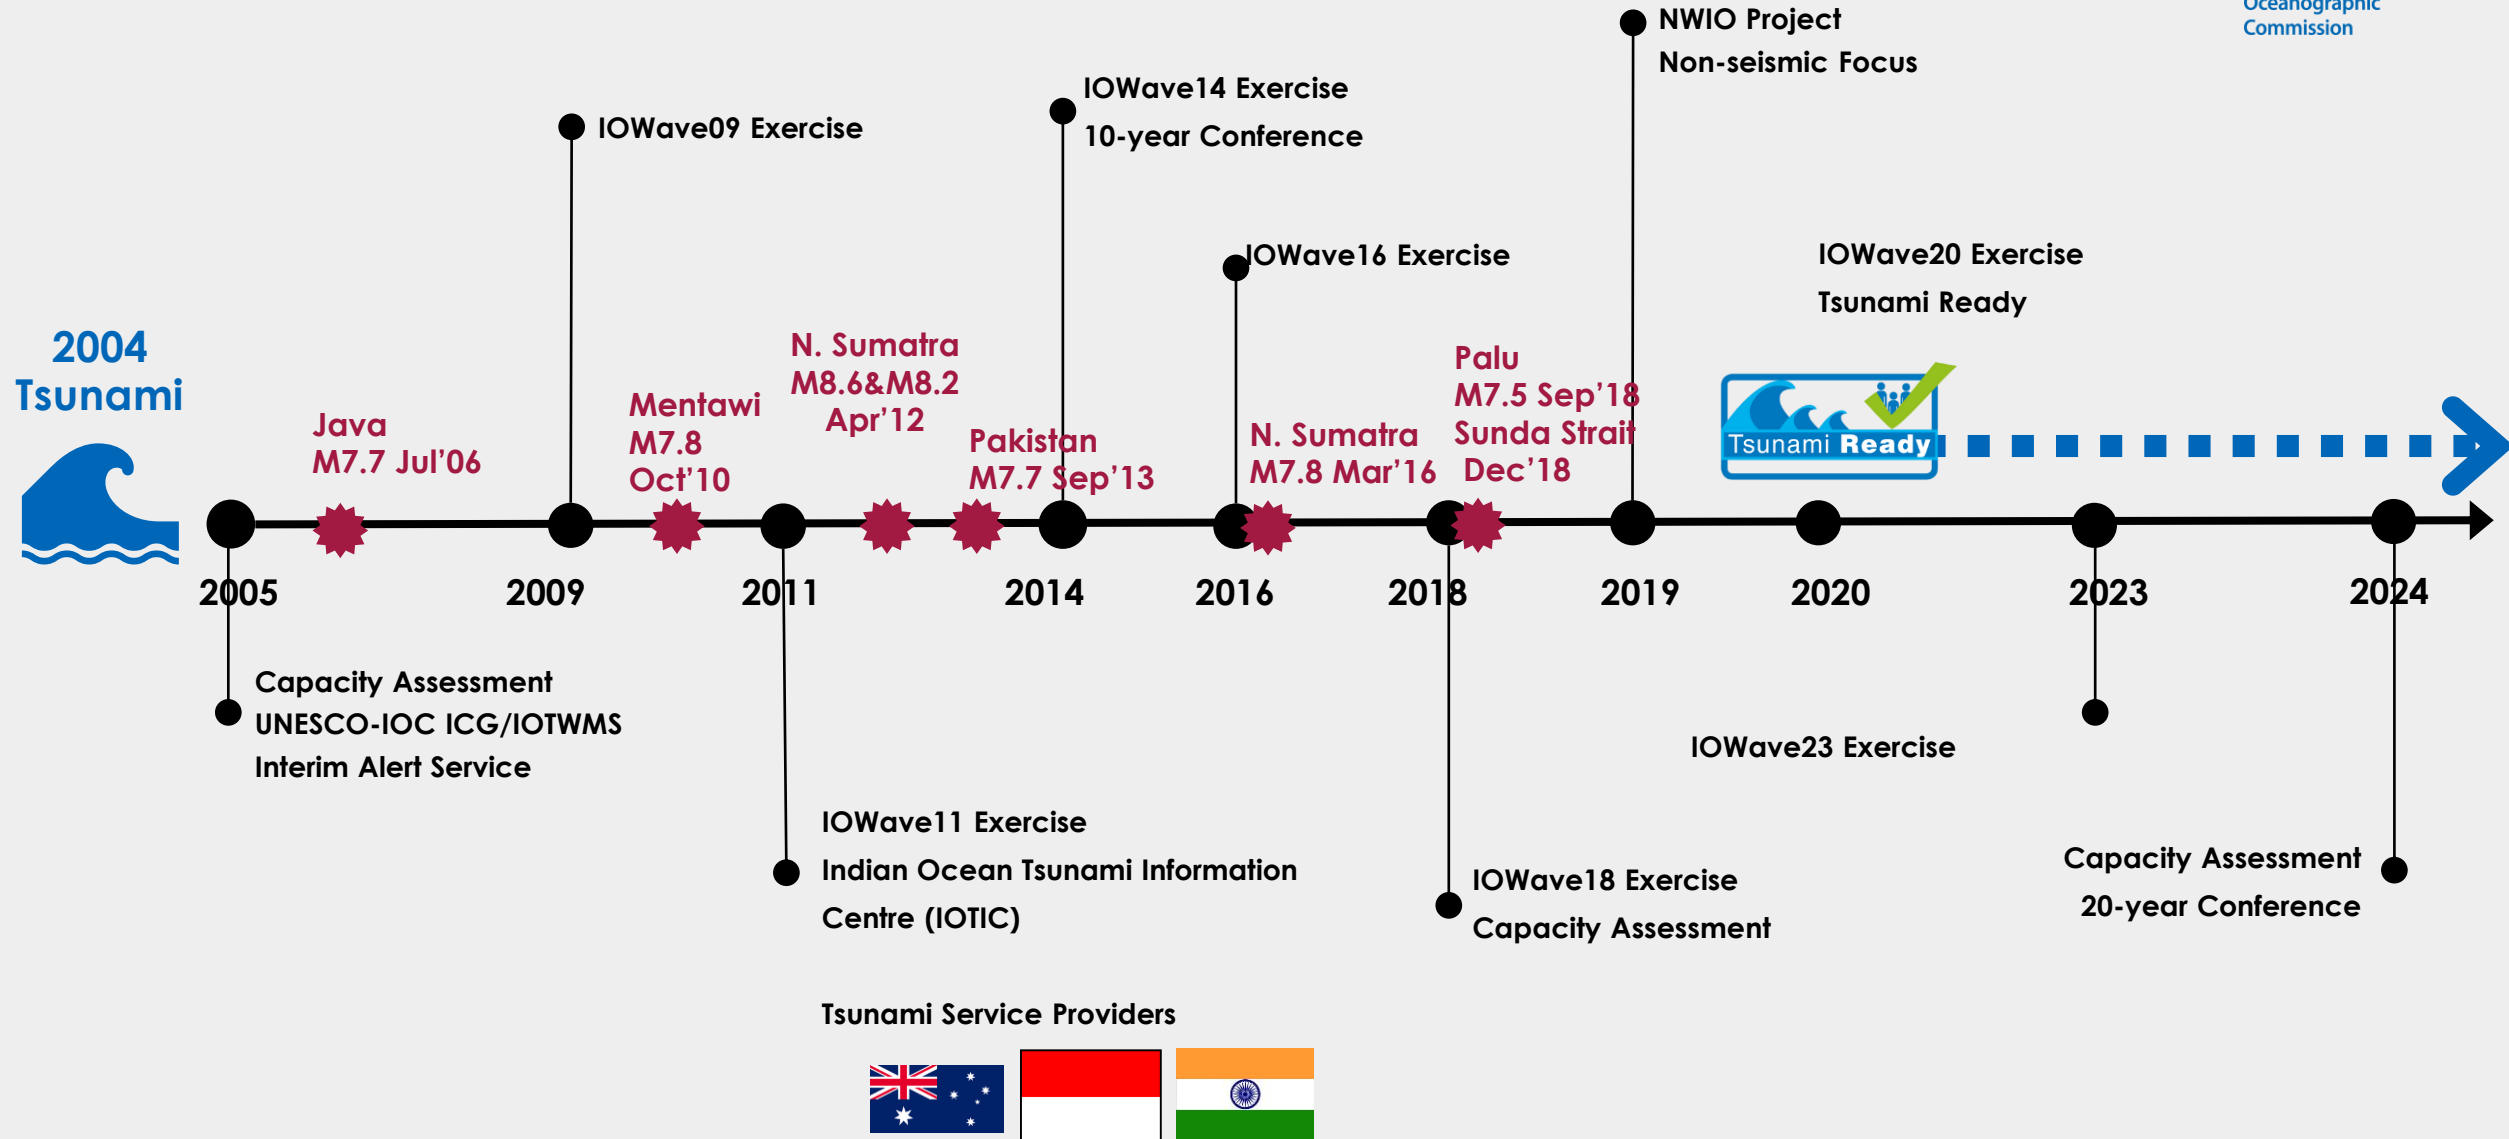 Oceanographic
Commission
NWIO Project
Non-seismic Focus
IOWave14 Exercise
10-year Conference
IOWave09 Exercise
IOWave16 Exercise
IOWave20 Exercise
Tsunami Ready
2004
Tsunami
Java
M7.7 Jul’06
Mentawi
M7.8
Oct’10
N. Sumatra
M8.6&M8.2
Apr’12
Pakistan
M7.7 Sep’13
N. Sumatra
M7.8 Mar’16
Palu
M7.5 Sep’18
Sunda Strait
Dec’18
Tsunami Ready
2005
2009
2011
2014
2016
2018
2019
2020
2023
2024
Capacity Assessment
UNESCO-IOC ICG/IOTWMS
Interim Alert Service
IOWave11 Exercise
Indian Ocean Tsunami Information
Centre (IOTIC)
IOWave18 Exercise
Capacity Assessment
IOWave23 Exercise
Capacity Assessment
20-year Conference
Tsunami Service Providers